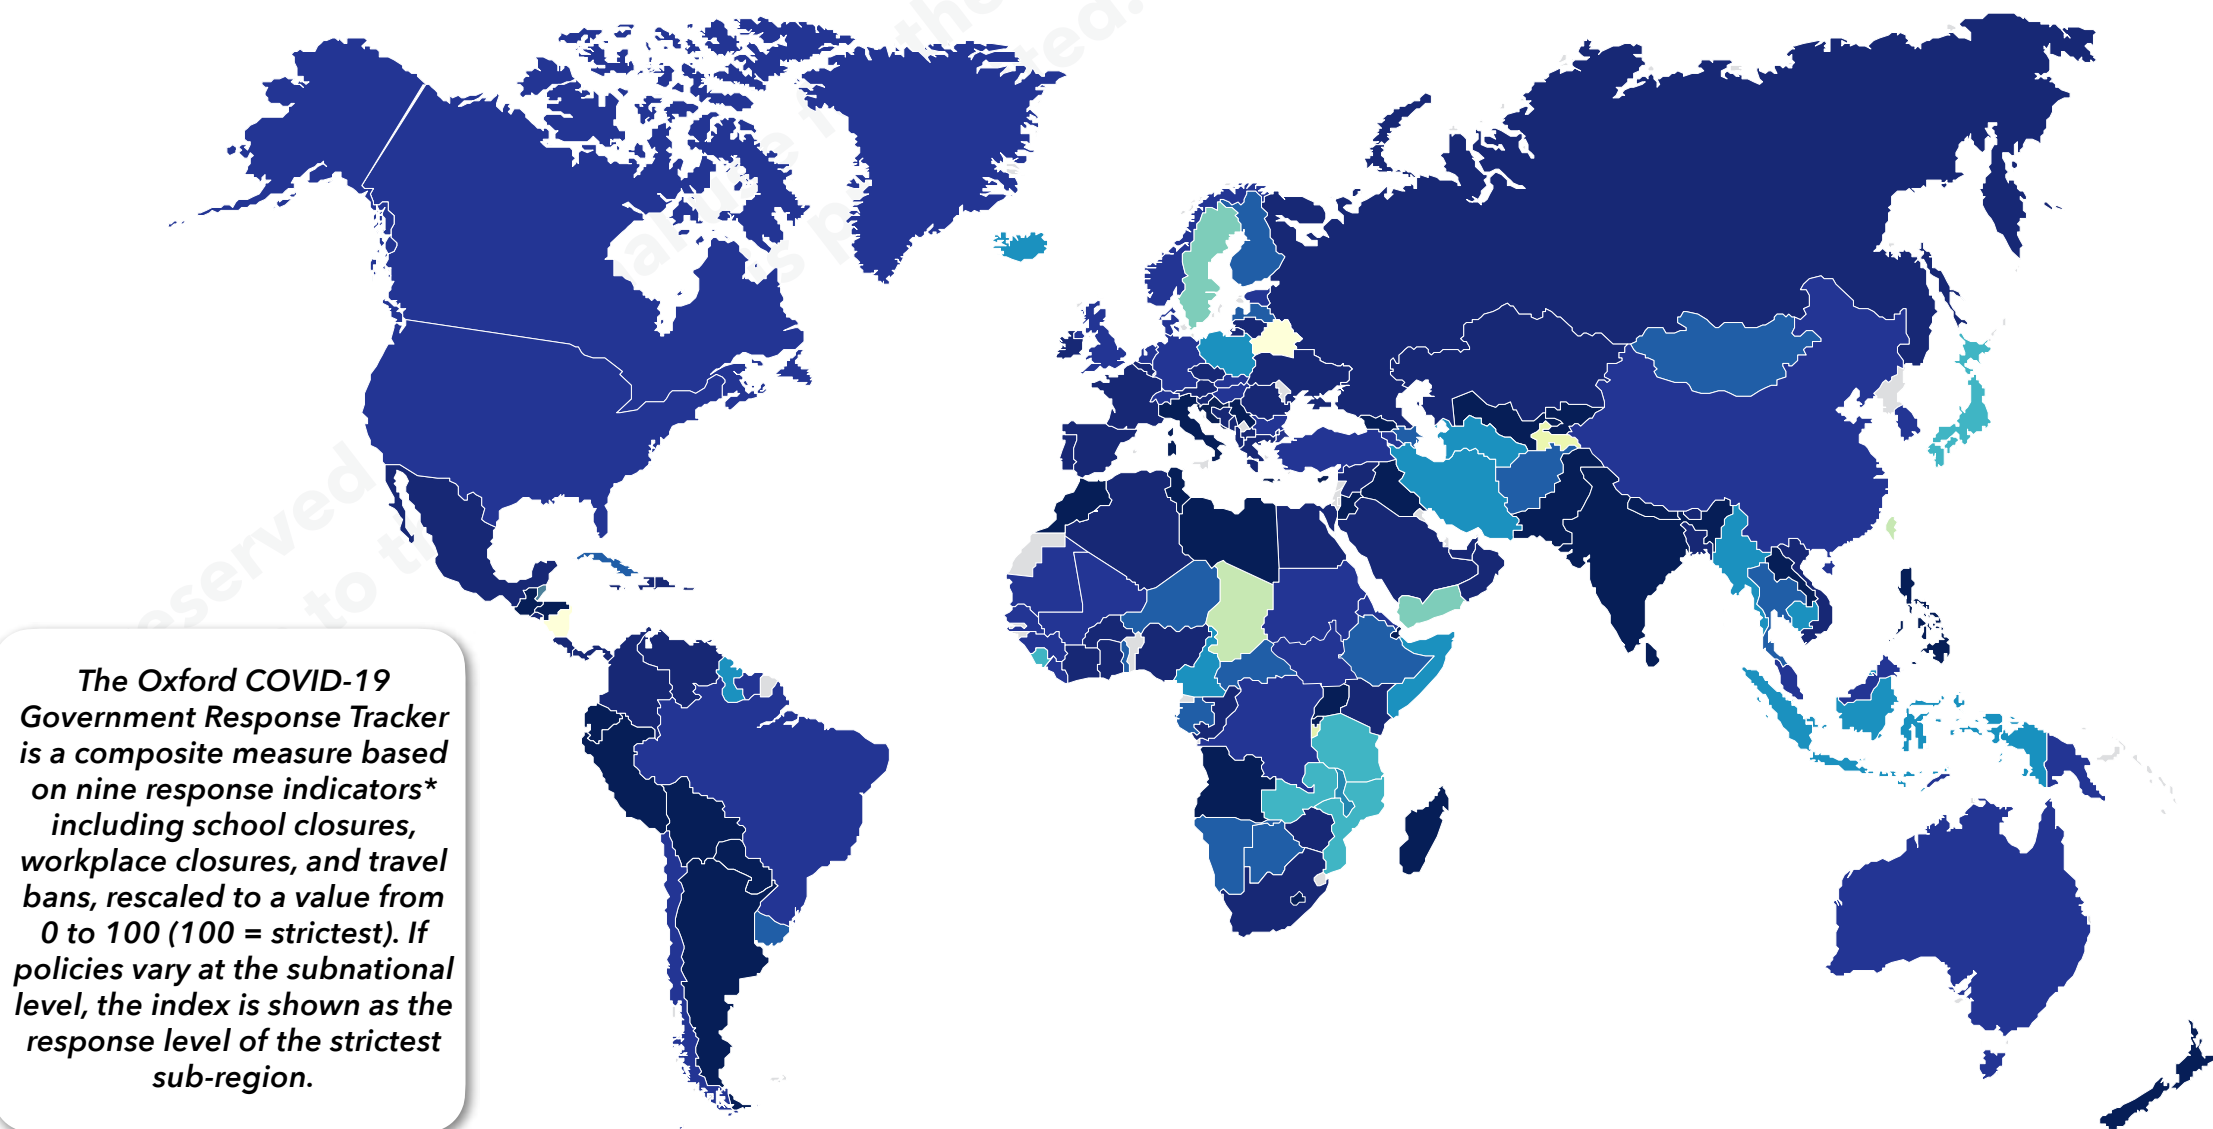 The Oxford COVID-19
Government Response Tracker
is a composite measure based
on nine response indicators*
including school closures,
workplace closures, and travel
bans, rescaled to a value from
0 to 100 (100 = strictest). If
policies vary at the subnational
level, the index is shown as the
response level of the strictest
sub-region.